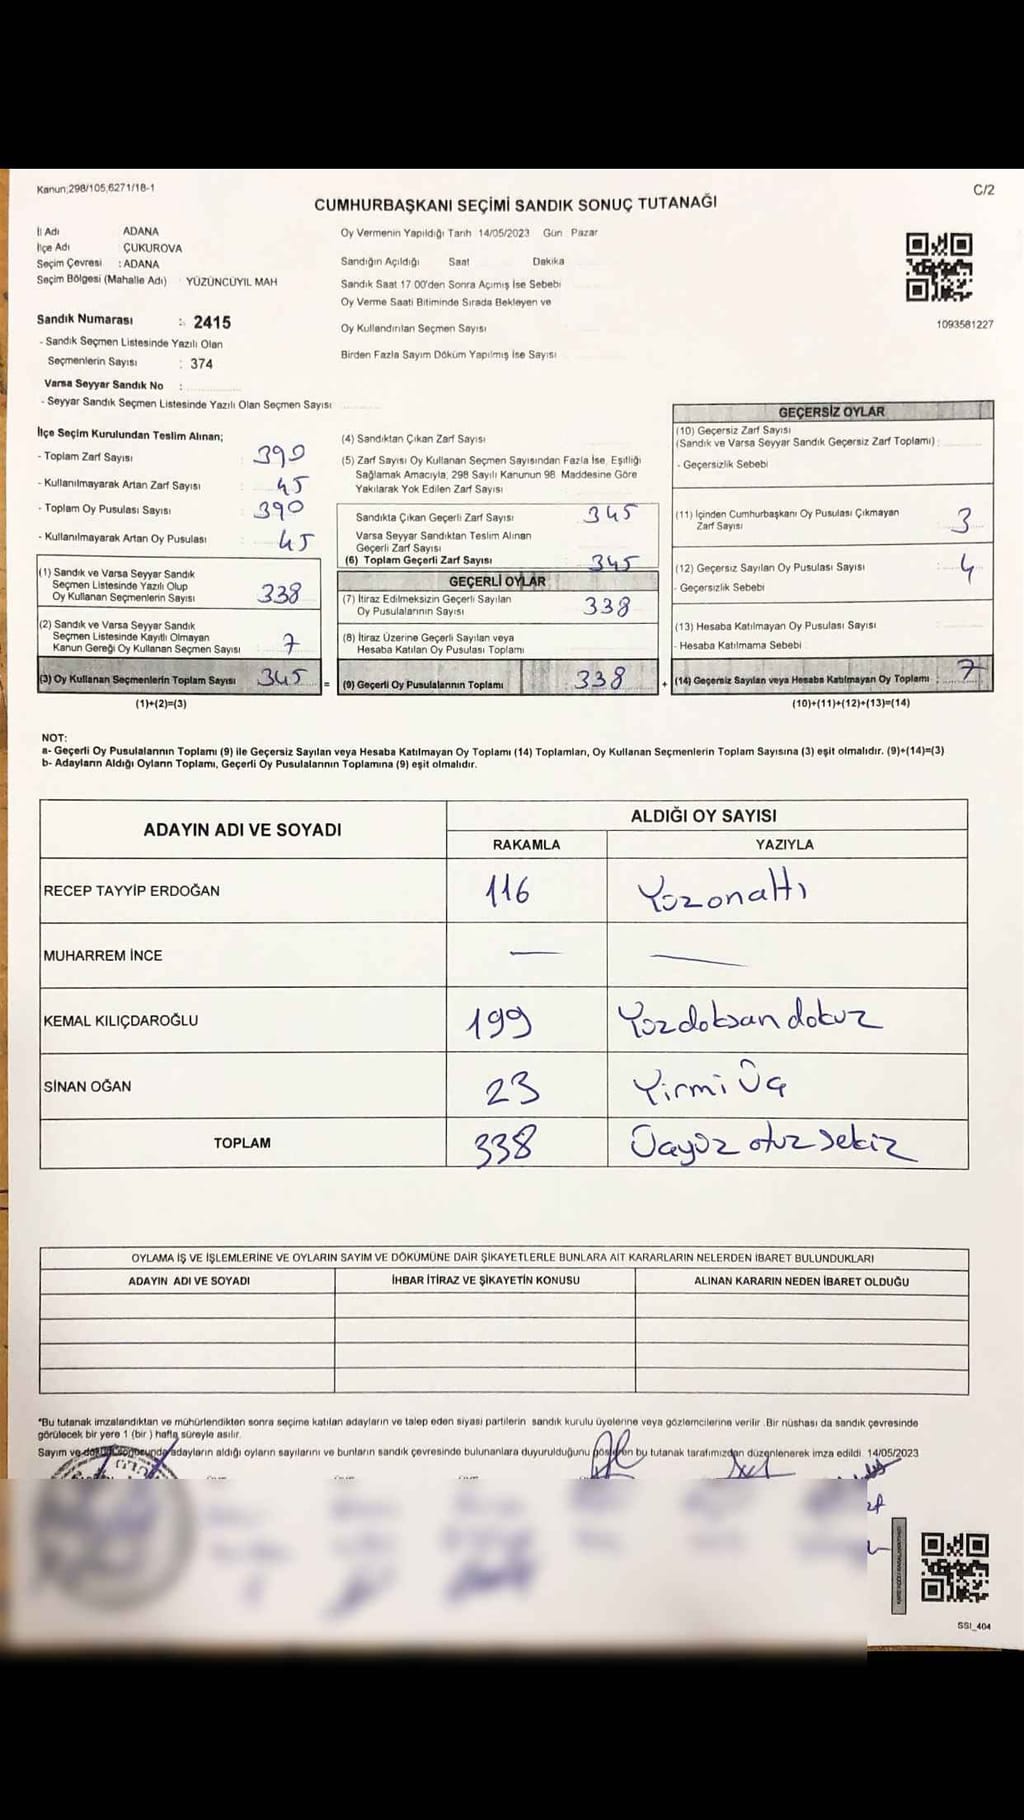 Kanun;298/105,6271/18-1
C/2
CUMHURBAŞKANI SEÇİMİ SANDIK SONUÇ TUTANAĞI
İl Adı ADANA
İlçe Adı ÇUKUROVA
Seçim Çevresi : ADANA
Seçim Bölgesi (Mahalle Adı) YÜZÜNCÜYIL MAH
Sandık Numarası : 2415
- Sandık Seçmen Listesinde Yazılı Olan
Seçmenlerin Sayısı : 374
Varsa Seyyar Sandık No :
- Seyyar Sandık Seçmen Listesinde Yazılı Olan Seçmen Sayısı
Oy Vermenin Yapıldığı Tarih 14/05/2023 Gün Pazar
Sandığın Açıldığı Saat Dakika
Sandık Saat 17 00'den Sonra Açımış İse Sebebi
Oy Verme Saati Bitiminde Sırada Bekleyen ve
Oy Kullandırılan Seçmen Sayısı
Birden Fazla Sayım Döküm Yapılmış İse Sayısı
1093581227
İlçe Seçim Kurulundan Teslim Alınan;
- Toplam Zarf Sayısı 390
- Kullanılmayarak Artan Zarf Sayısı 45
- Toplam Oy Pusulası Sayısı 390
- Kullanılmayarak Artan Oy Pusulası 45
(1) Sandık ve Varsa Seyyar Sandık
Seçmen Listesinde Yazılı Olup
Oy Kullanan Seçmenlerin Sayısı 338
(2) Sandık ve Varsa Seyyar Sandık
Seçmen Listesinde Kayıtlı Olmayan
Kanun Gereği Oy Kullanan Seçmen Sayısı 7
(3) Oy Kullanan Seçmenlerin Toplam Sayısı 345
(1)+(2)=(3)
=
(4) Sandıktan Çıkan Zarf Sayısı
(5) Zarf Sayısı Oy Kullanan Seçmen Sayısından Fazla İse, Eşitliği
Sağlamak Amacıyla, 298 Sayılı Kanunun 98 Maddesine Göre
Yakılarak Yok Edilen Zarf Sayısı
Sandıkta Çıkan Geçerli Zarf Sayısı 345
Varsa Seyyar Sandıktan Teslim Alınan
Geçerli Zarf Sayısı
(6) Toplam Geçerli Zarf Sayısı 345
GEÇERLİ OYLAR
(7) İtiraz Edilmeksizin Geçerli Sayılan
Oy Pusulalarının Sayısı 338
(8) İtiraz Üzerine Geçerli Sayılan veya
Hesaba Katılan Oy Pusulası Toplamı
(9) Geçerli Oy Pusulalarının Toplamı 338
+
GEÇERSİZ OYLAR
(10) Geçersiz Zarf Sayısı
(Sandık ve Varsa Seyyar Sandık Geçersiz Zarf Toplamı) :
- Geçersizlik Sebebi
(11) İçinden Cumhurbaşkanı Oy Pusulası Çıkmayan
Zarf Sayısı 3
(12) Geçersiz Sayılan Oy Pusulası Sayısı 4
- Geçersizlik Sebebi
(13) Hesaba Katılmayan Oy Pusulası Sayısı
- Hesaba Katılmama Sebebi
(14) Geçersiz Sayılan veya Hesaba Katılmayan Oy Toplamı : 7
(10)+(11)+(12)+(13)=(14)
NOT:
a- Geçerli Oy Pusulalarının Toplamı (9) ile Geçersiz Sayılan veya Hesaba Katılmayan Oy Toplamı (14) Toplamları, Oy Kullanan Seçmenlerin Toplam Sayısına (3) eşit olmalıdır. (9)+(14)=(3)
b- Adayların Aldığı Oyların Toplamı, Geçerli Oy Pusulalarının Toplamına (9) eşit olmalıdır.
ADAYIN ADI VE SOYADI ALDIĞI OY SAYISI
RAKAMLA YAZIYLA
RECEP TAYYİP ERDOĞAN 116 Yüzonaltı
MUHARREM İNCE — —
KEMAL KILIÇDAROĞLU 199 Yüzdoksan dokuz
SİNAN OĞAN 23 Yirmi Üç
TOPLAM 338 Üçyüz otuz sekiz
OYLAMA İŞ VE İŞLEMLERİNE VE OYLARIN SAYIM VE DÖKÜMÜNE DAİR ŞİKAYETLERLE BUNLARA AİT KARARLARIN NELERDEN İBARET BULUNDUKLARI
ADAYIN ADI VE SOYADI İHBAR İTİRAZ VE ŞİKAYETİN KONUSU ALINAN KARARIN NEDEN İBARET OLDUĞU
*Bu tutanak imzalandıktan ve mühürlendikten sonra seçime katılan adayların ve talep eden siyasi partilerin sandık kurulu üyelerine veya gözlemcilerine verilir .Bir nüshası da sandık çevresinde
görülecek bir yere 1 (bir ) hafta süreyle asılır.
Sayım ve döküm sonucunda adayların aldığı oyların sayılarını ve bunların sandık çevresinde bulunanlara duyurulduğunu gösteren bu tutanak tarafımızdan düzenlenerek imza edildi. 14/05/2023
SSI_404